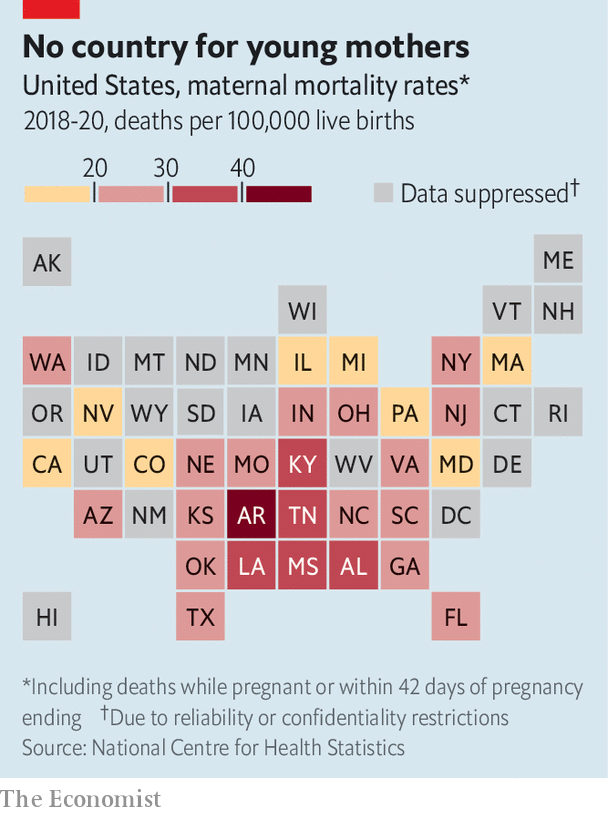 No country for young mothers
United States, maternal mortality rates*
2018-20, deaths per 100,000 live births
20 30 40
Data suppressed†
AK ME
WI VT NH
WA ID MT ND MN IL MI NY MA
OR NV WY SD IA IN OH PA NJ CT RI
CA UT CO NE MO KY WV VA MD DE
AZ NM KS AR TN NC SC DC
OK LA MS AL GA
HI TX FL
*Including deaths while pregnant or within 42 days of pregnancy
ending †Due to reliability or confidentiality restrictions
Source: National Centre for Health Statistics
The Economist